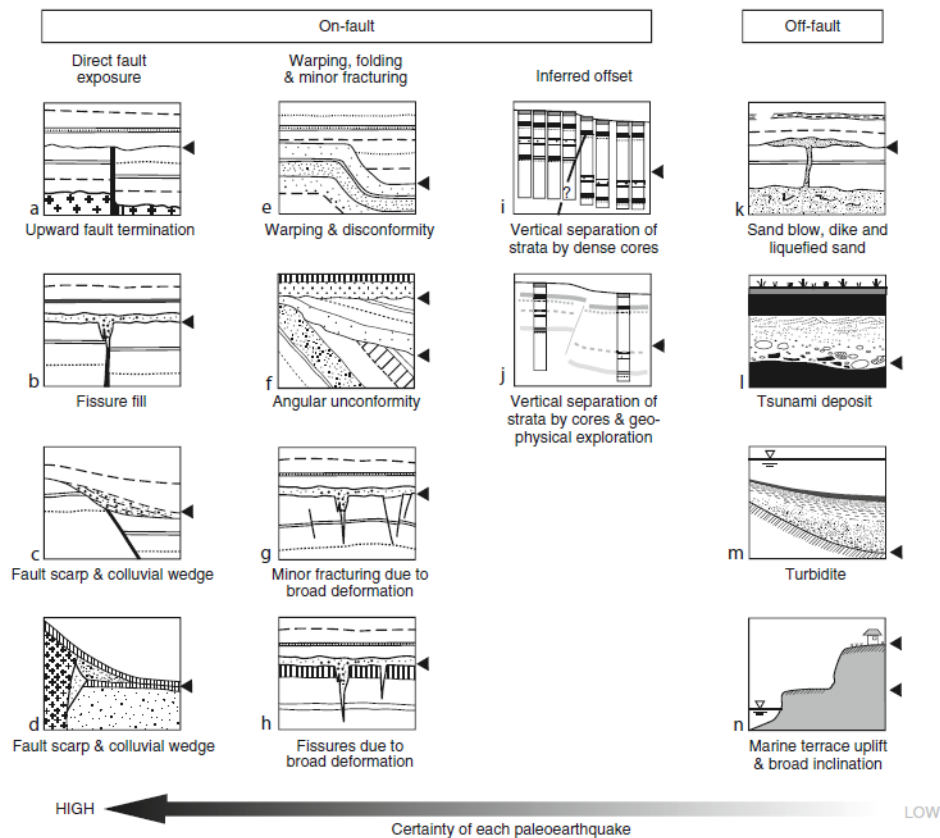 On-fault
Off-fault
Direct fault
exposure
Warping, folding
& minor fracturing
Inferred offset
a
Upward fault termination
e
Warping & disconformity
?
i
Vertical separation of
strata by dense cores
k
Sand blow, dike and
liquefied sand
b
Fissure fill
f
Angular unconformity
j
Vertical separation of
strata by cores & geo-
physical exploration
l
Tsunami deposit
c
Fault scarp & colluvial wedge
g
Minor fracturing due to
broad deformation
m
Turbidite
d
Fault scarp & colluvial wedge
h
Fissures due to
broad deformation
n
Marine terrace uplift
& broad inclination
HIGH
LOW
Certainty of each paleoearthquake